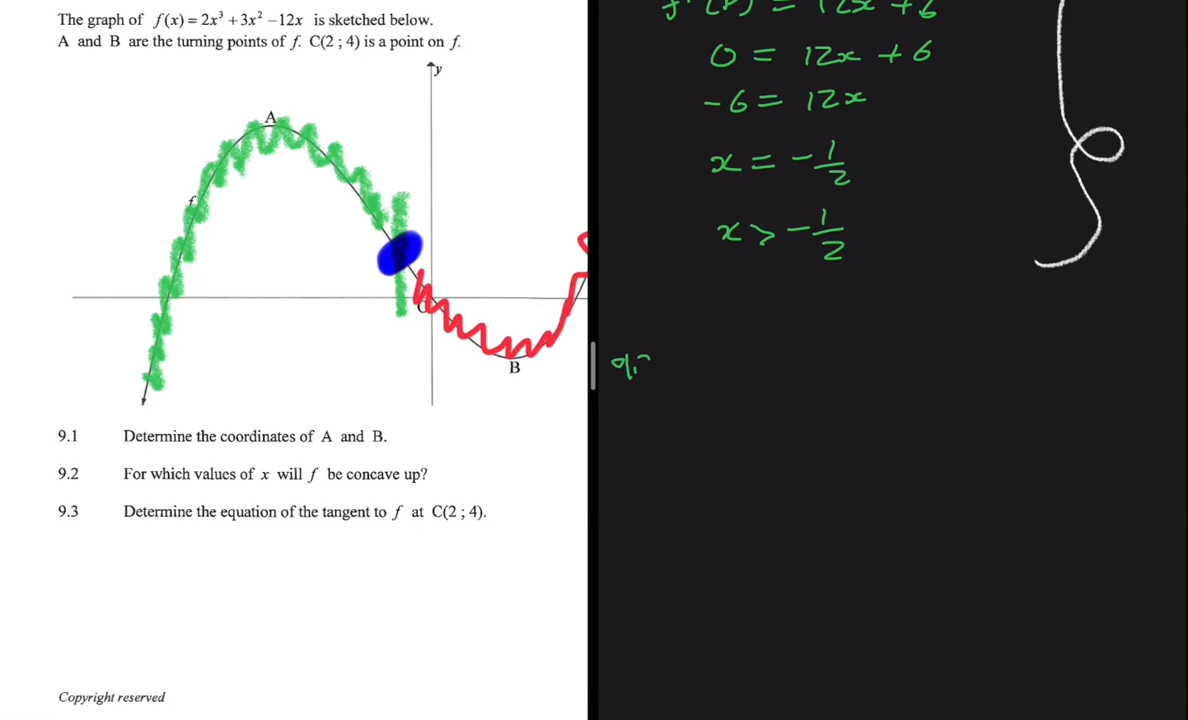 The graph of f(x) = 2x³ + 3x² − 12x is sketched below.
A and B are the turning points of f. C(2 ; 4) is a point on f.
y
A
f
B
9.1 Determine the coordinates of A and B.
9.2 For which values of x will f be concave up?
9.3 Determine the equation of the tangent to f at C(2 ; 4).
Copyright reserved
= 12x + 6
0 = 12x + 6
-6 = 12x
x = -1/2
x > -1/2